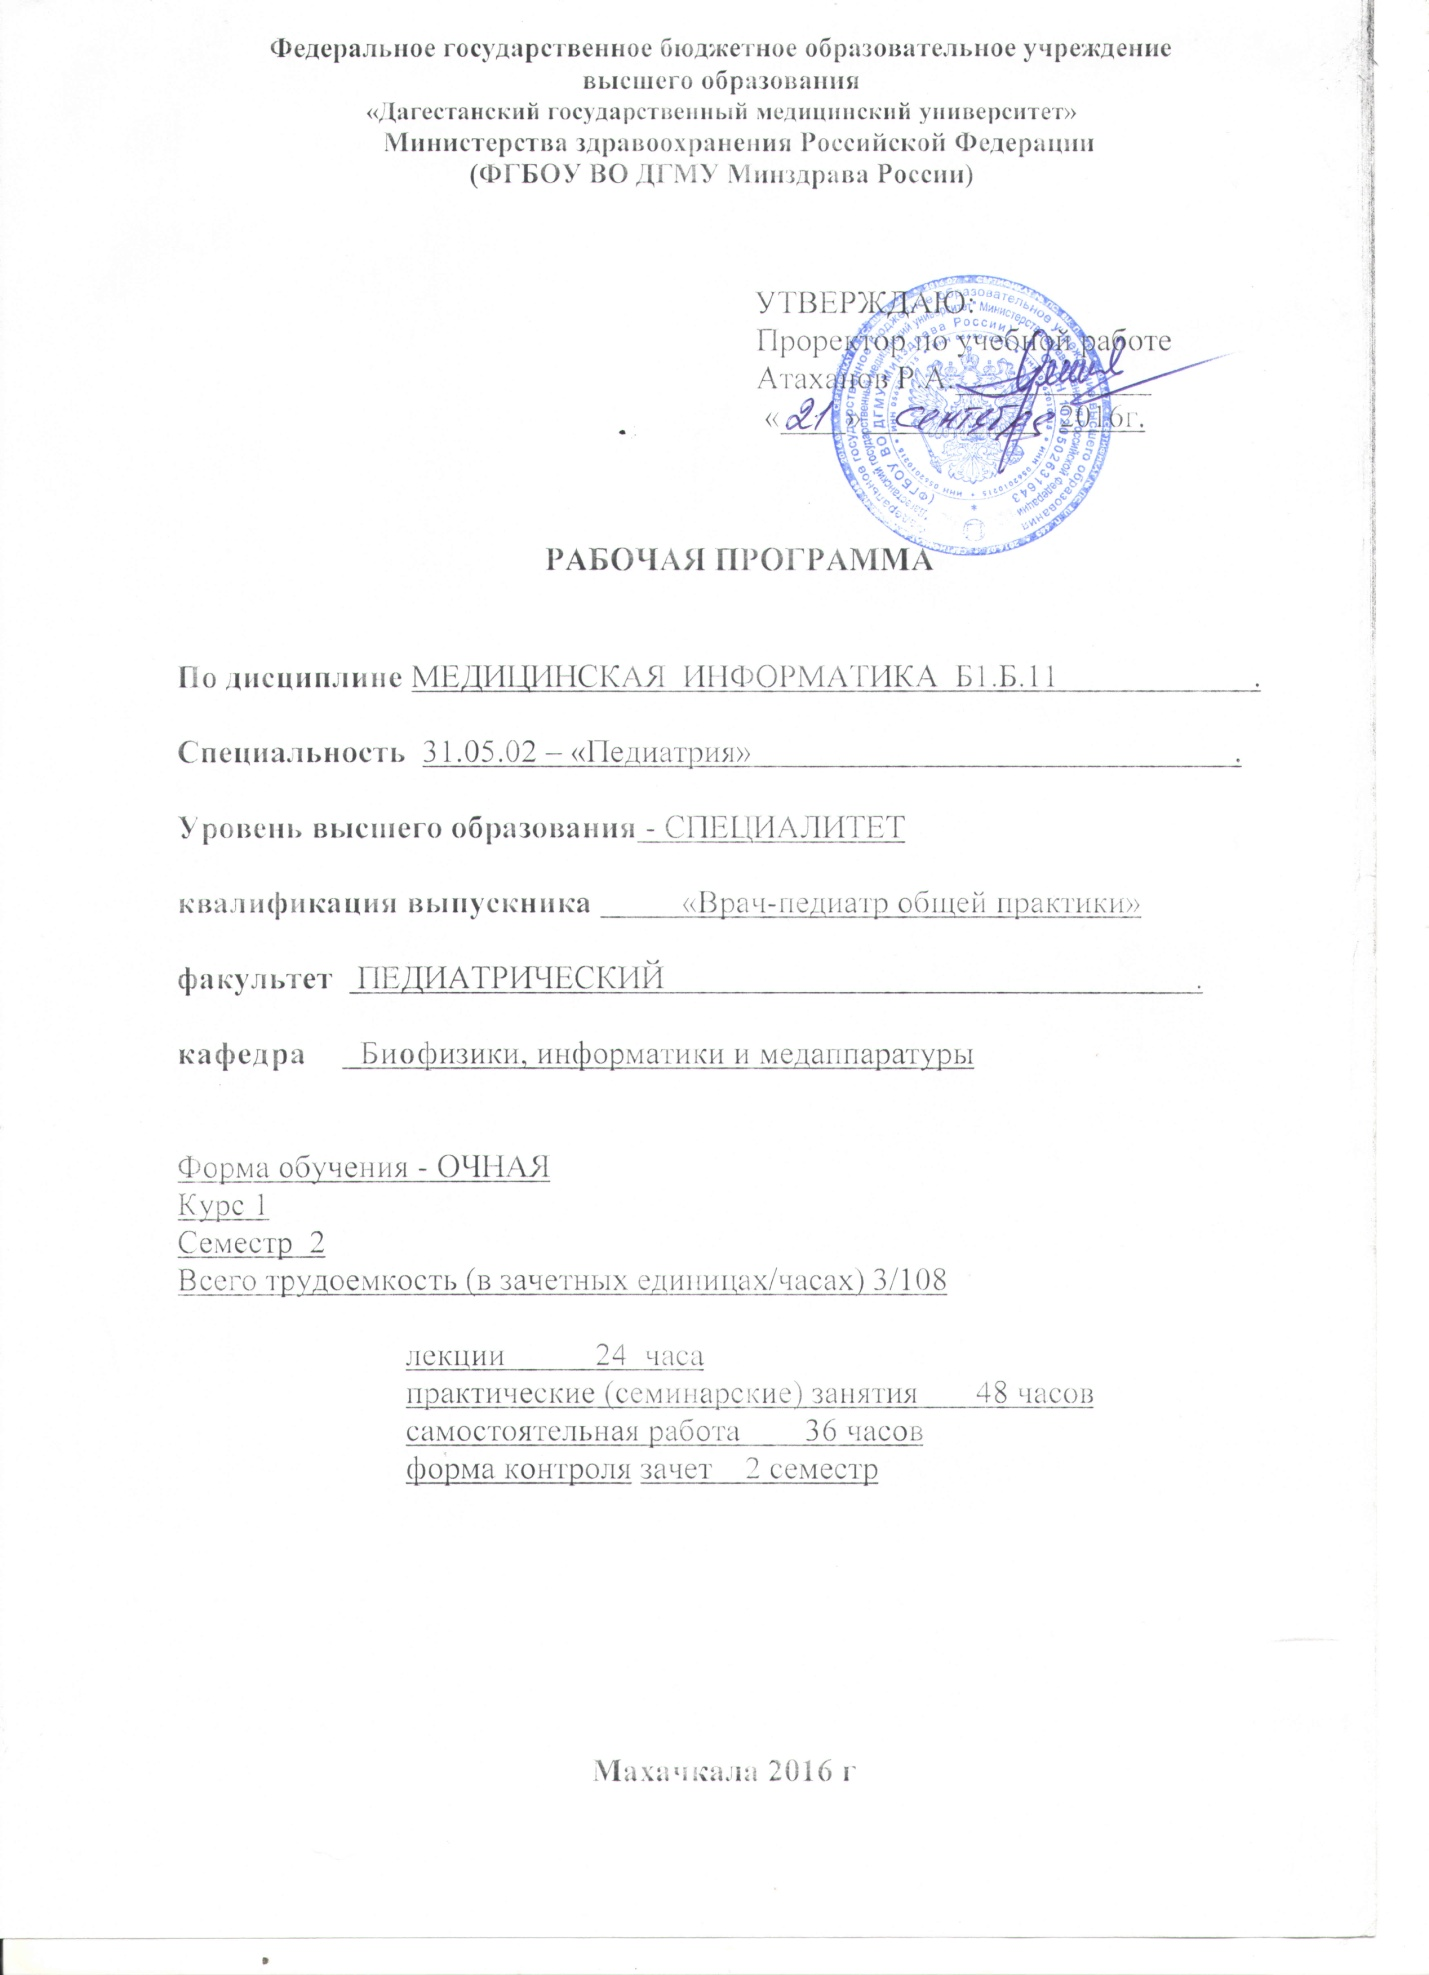 Федеральное государственное бюджетное образовательное учреждение
высшего образования
«Дагестанский государственный медицинский университет»
Министерства здравоохранения Российской Федерации
(ФГБОУ ВО ДГМУ Минздрава России)
УТВЕРЖДАЮ:
Проректор по учебной работе
Атаханов Р.А.
«21» сентября 2016г.
РАБОЧАЯ ПРОГРАММА
По дисциплине МЕДИЦИНСКАЯ ИНФОРМАТИКА Б1.Б.11 .
Специальность 31.05.02 – «Педиатрия» .
Уровень высшего образования - СПЕЦИАЛИТЕТ
квалификация выпускника «Врач-педиатр общей практики»
факультет ПЕДИАТРИЧЕСКИЙ .
кафедра Биофизики, информатики и медаппаратуры
Форма обучения - ОЧНАЯ
Курс 1
Семестр 2
Всего трудоемкость (в зачетных единицах/часах) 3/108
лекции 24 часа
практические (семинарские) занятия 48 часов
самостоятельная работа 36 часов
форма контроля зачет 2 семестр
Махачкала 2016 г